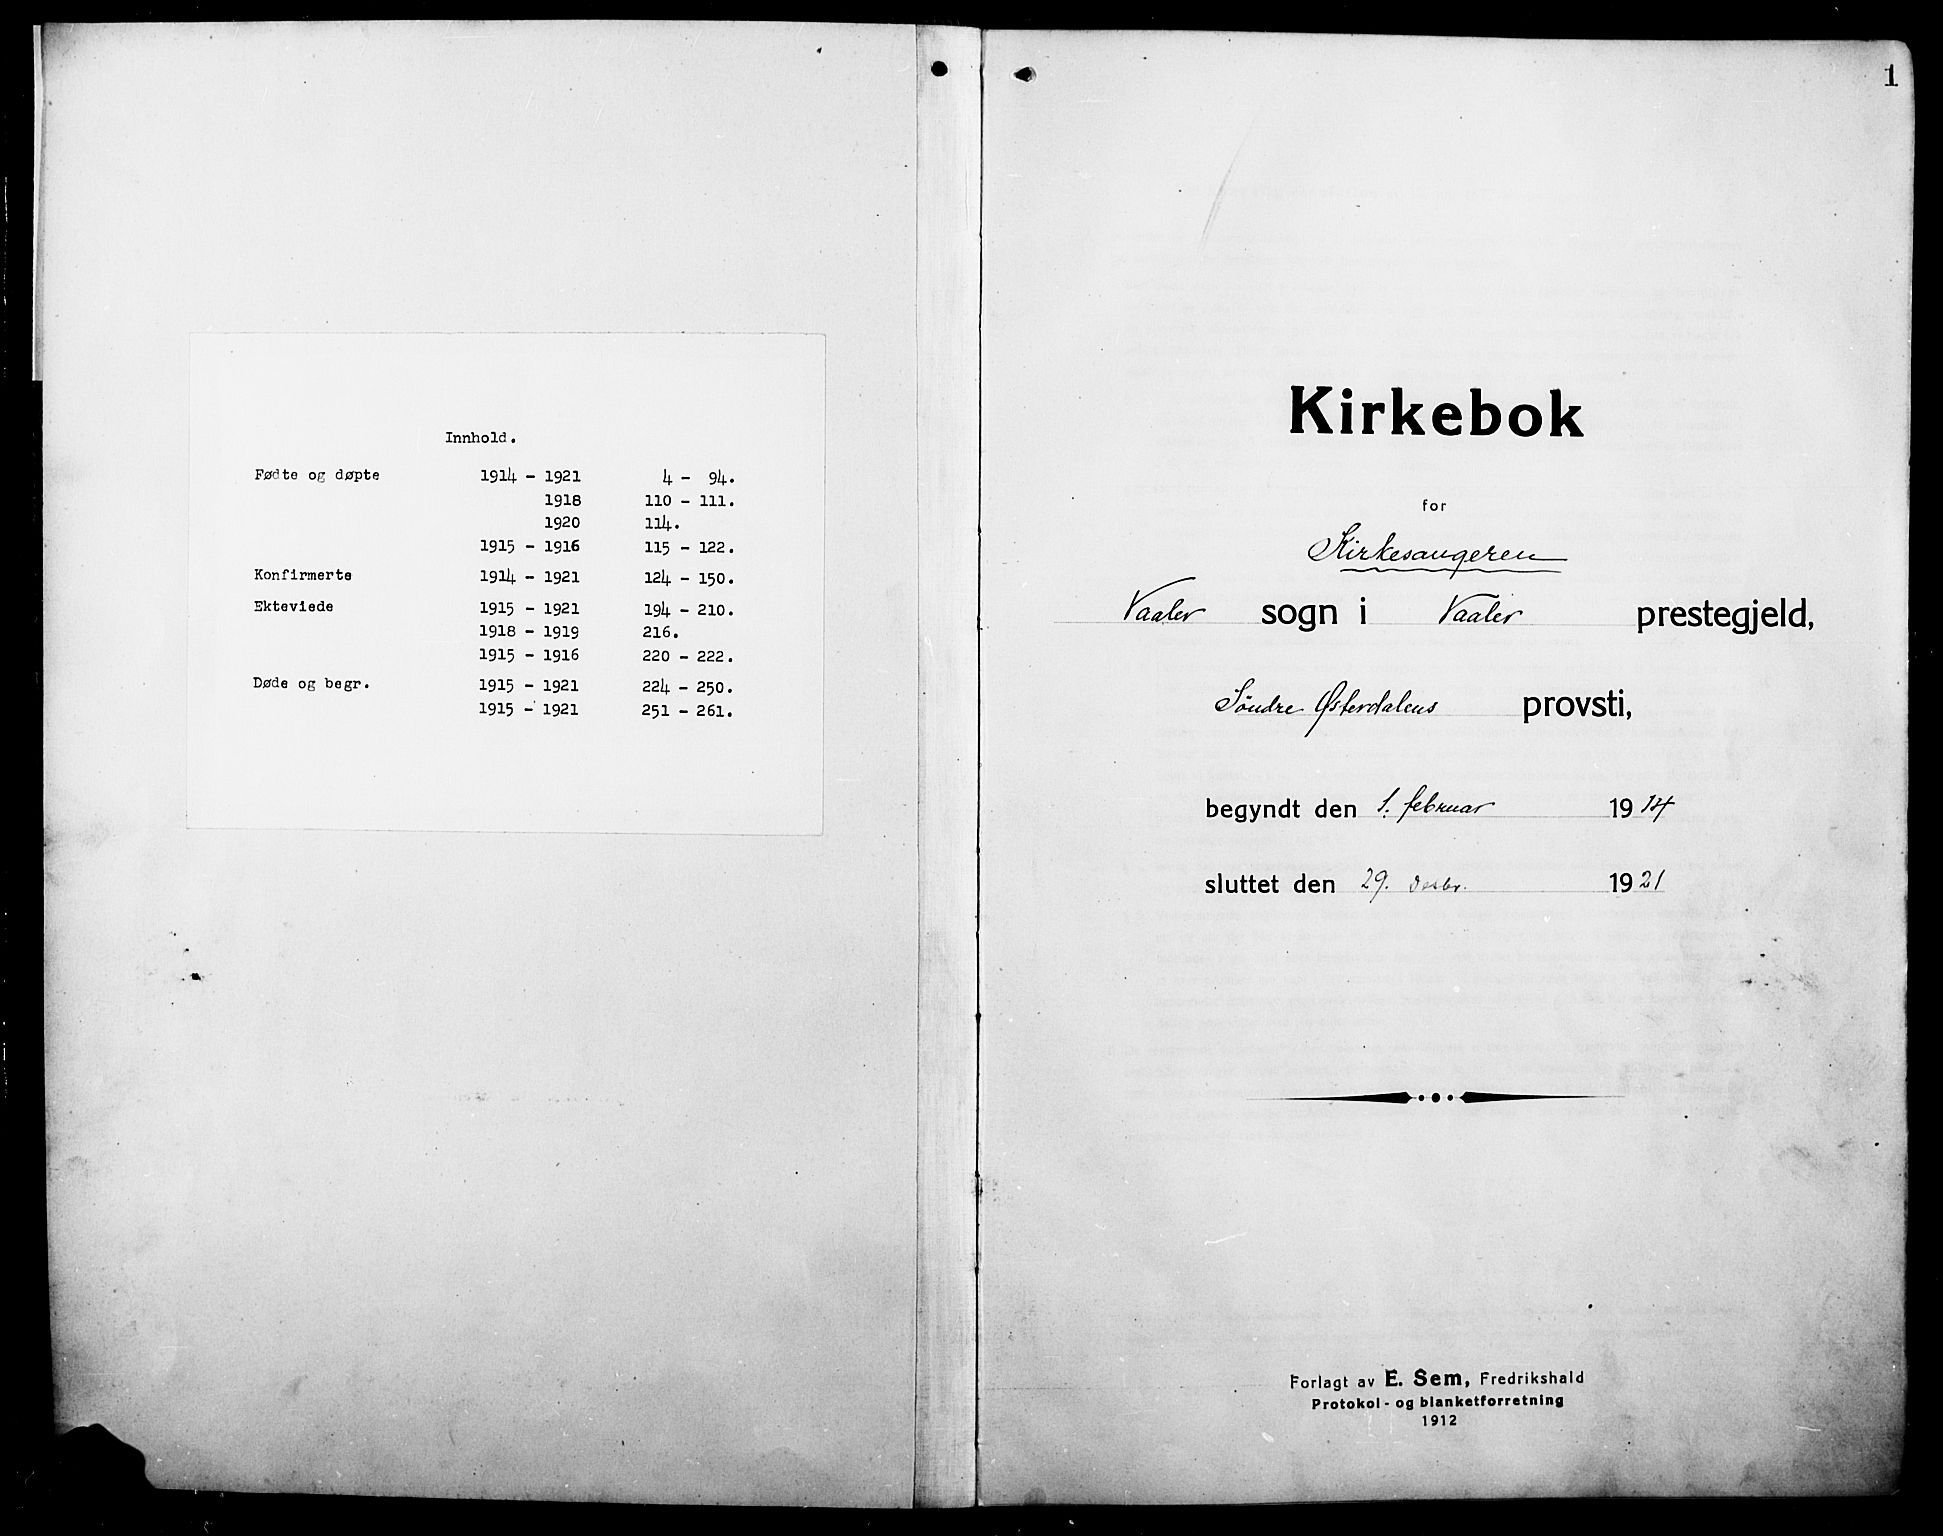 Innhold.
Fødte og døpte 1914 - 1921 4 - 94.
1918 110 - 111.
1920 114.
1915 - 1916 115 - 122.
Konfirmerte 1914 - 1921 124 - 150.
Ekteviede 1915 - 1921 194 - 210.
1918 - 1919 216.
1915 - 1916 220 - 222.
Døde og begr. 1915 - 1921 224 - 250.
1915 - 1921 251 - 261.
1
Kirkebok
for
Kirkesangeren
Vaaler sogn i Vaaler prestegjeld,
Söndre Østerdalens provsti,
begyndt den 1. februar 1914
sluttet den 29. desbr. 1921
Forlagt av E. Sem, Fredrikshald
Protokol- og blanketforretning
1912